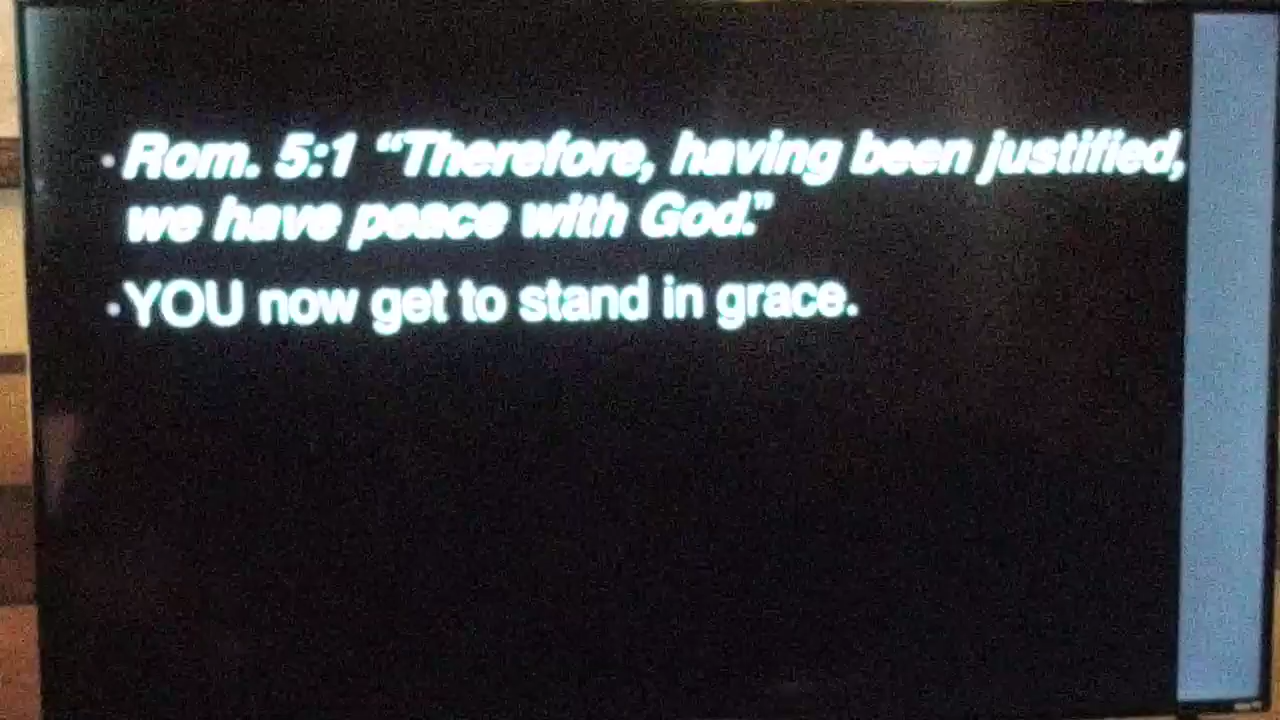 • Rom. 5:1 “Therefore, having been justified,
we have peace with God.”
• YOU now get to stand in grace.